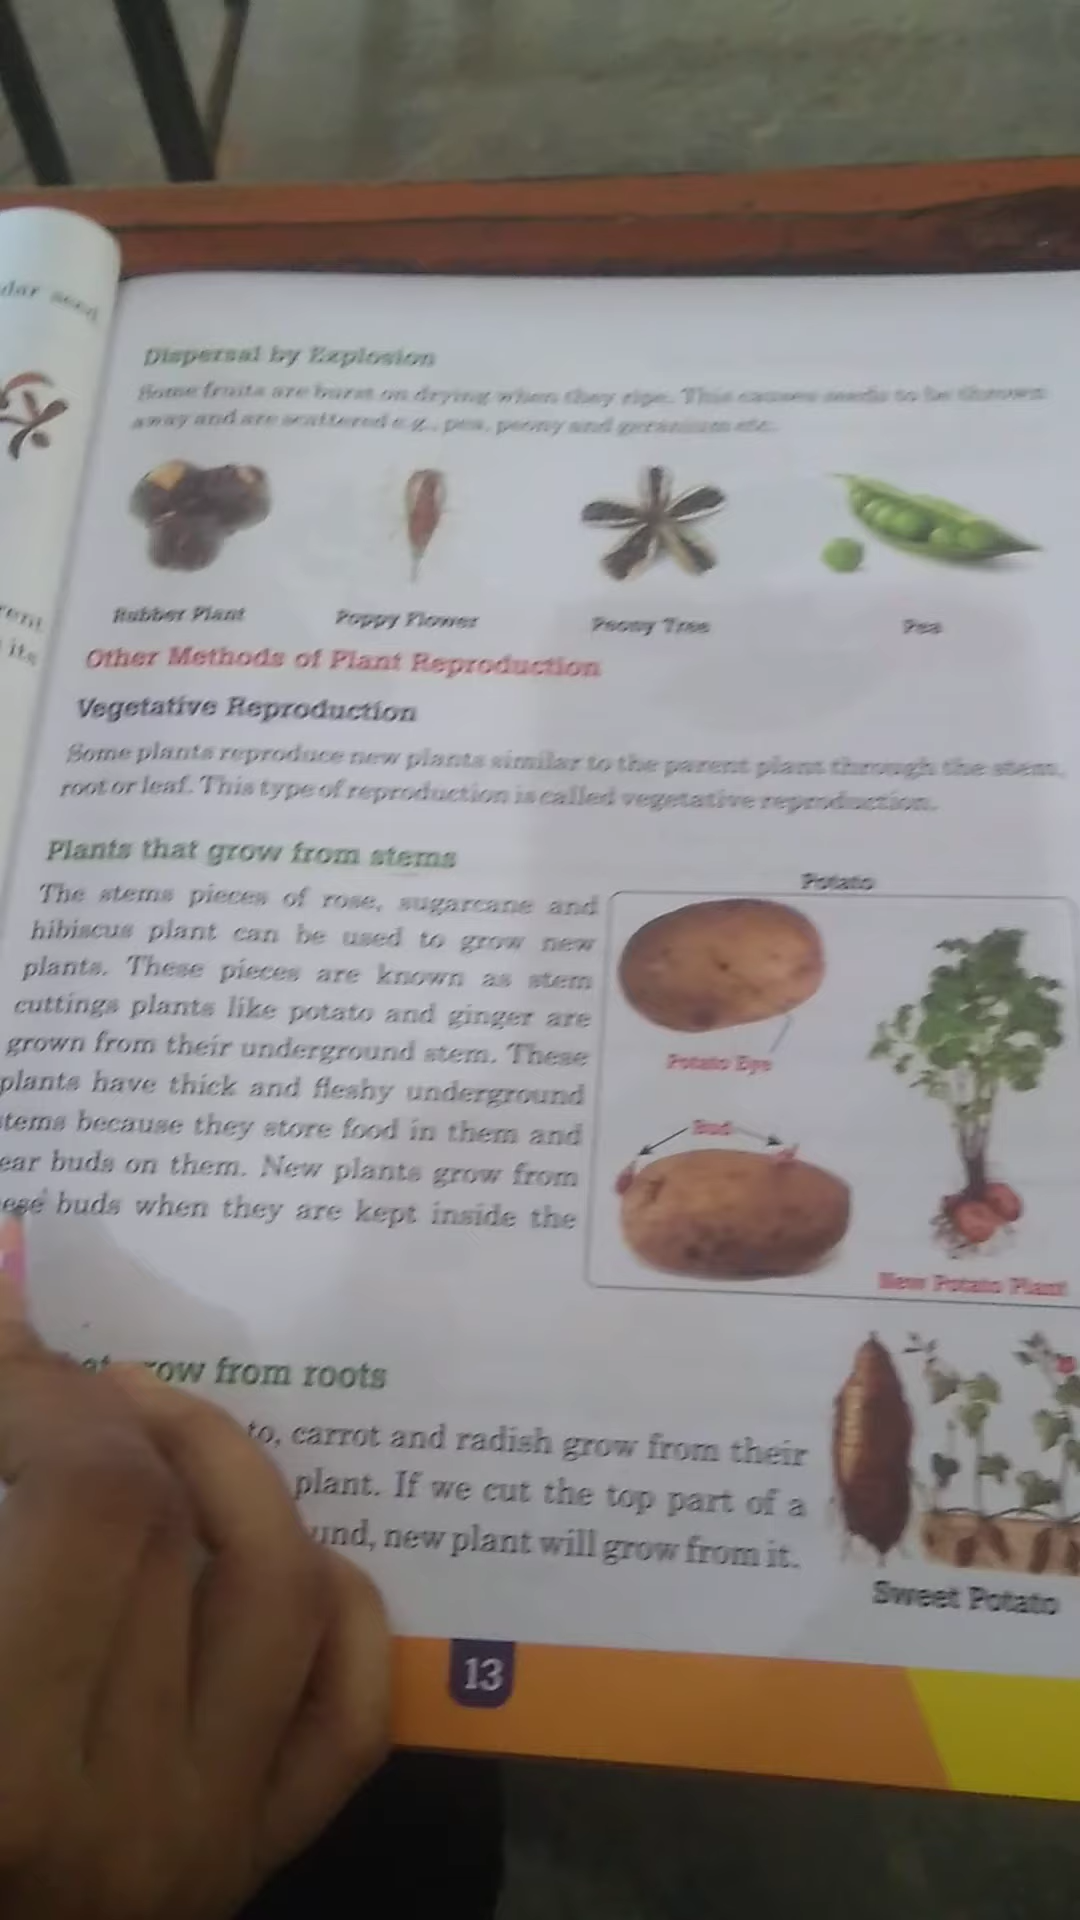 dar seed
Dispersal by Explosion
Some fruits are burst on drying when they ripe. This causes seeds to be thrown
away and are scattered e.g., pea, peony and geranium etc.
Rubber Plant
Poppy Flower
Peony Tree
Pea
rent
its
Other Methods of Plant Reproduction
Vegetative Reproduction
Some plants reproduce new plants similar to the parent plant through the stem,
root or leaf. This type of reproduction is called vegetative reproduction.
Plants that grow from stems
The stems pieces of rose, sugarcane and
hibiscus plant can be used to grow new
plants. These pieces are known as stem
cuttings plants like potato and ginger are
grown from their underground stem. These
plants have thick and fleshy underground
tems because they store food in them and
ear buds on them. New plants grow from
ese buds when they are kept inside the
Potato
Potato Eye
Bud
New Potato Plant
at row from roots
to, carrot and radish grow from their
plant. If we cut the top part of a
und, new plant will grow from it.
Sweet Potato
13